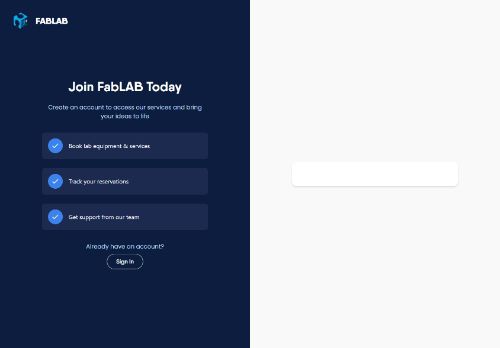 FABLAB
Join FabLAB Today
Create an account to access our services and bring
your ideas to life
Book lab equipment & services
Track your reservations
Get support from our team
Already have an account?
Sign In